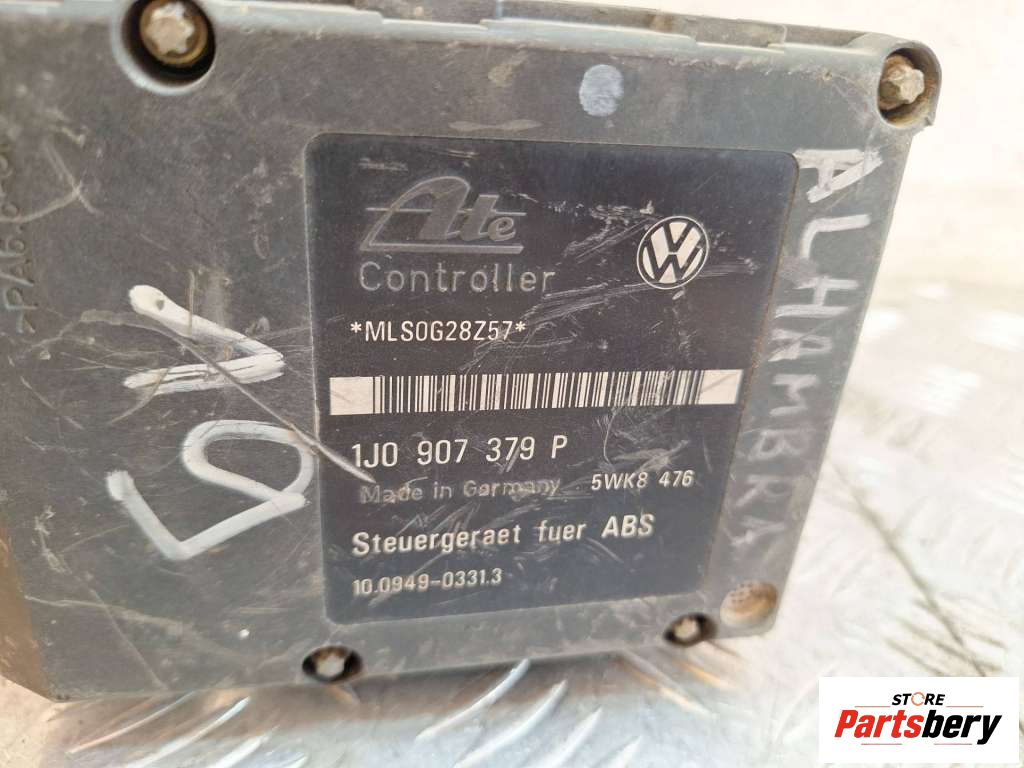 Ate
Controller
*MLS0G28Z57*
1J0 907 379 P
Made in Germany 5WK8 476
Steuergeraet fuer ABS
10.0949-0331.3
ALHAMBRA
51
STORE
Partsbery